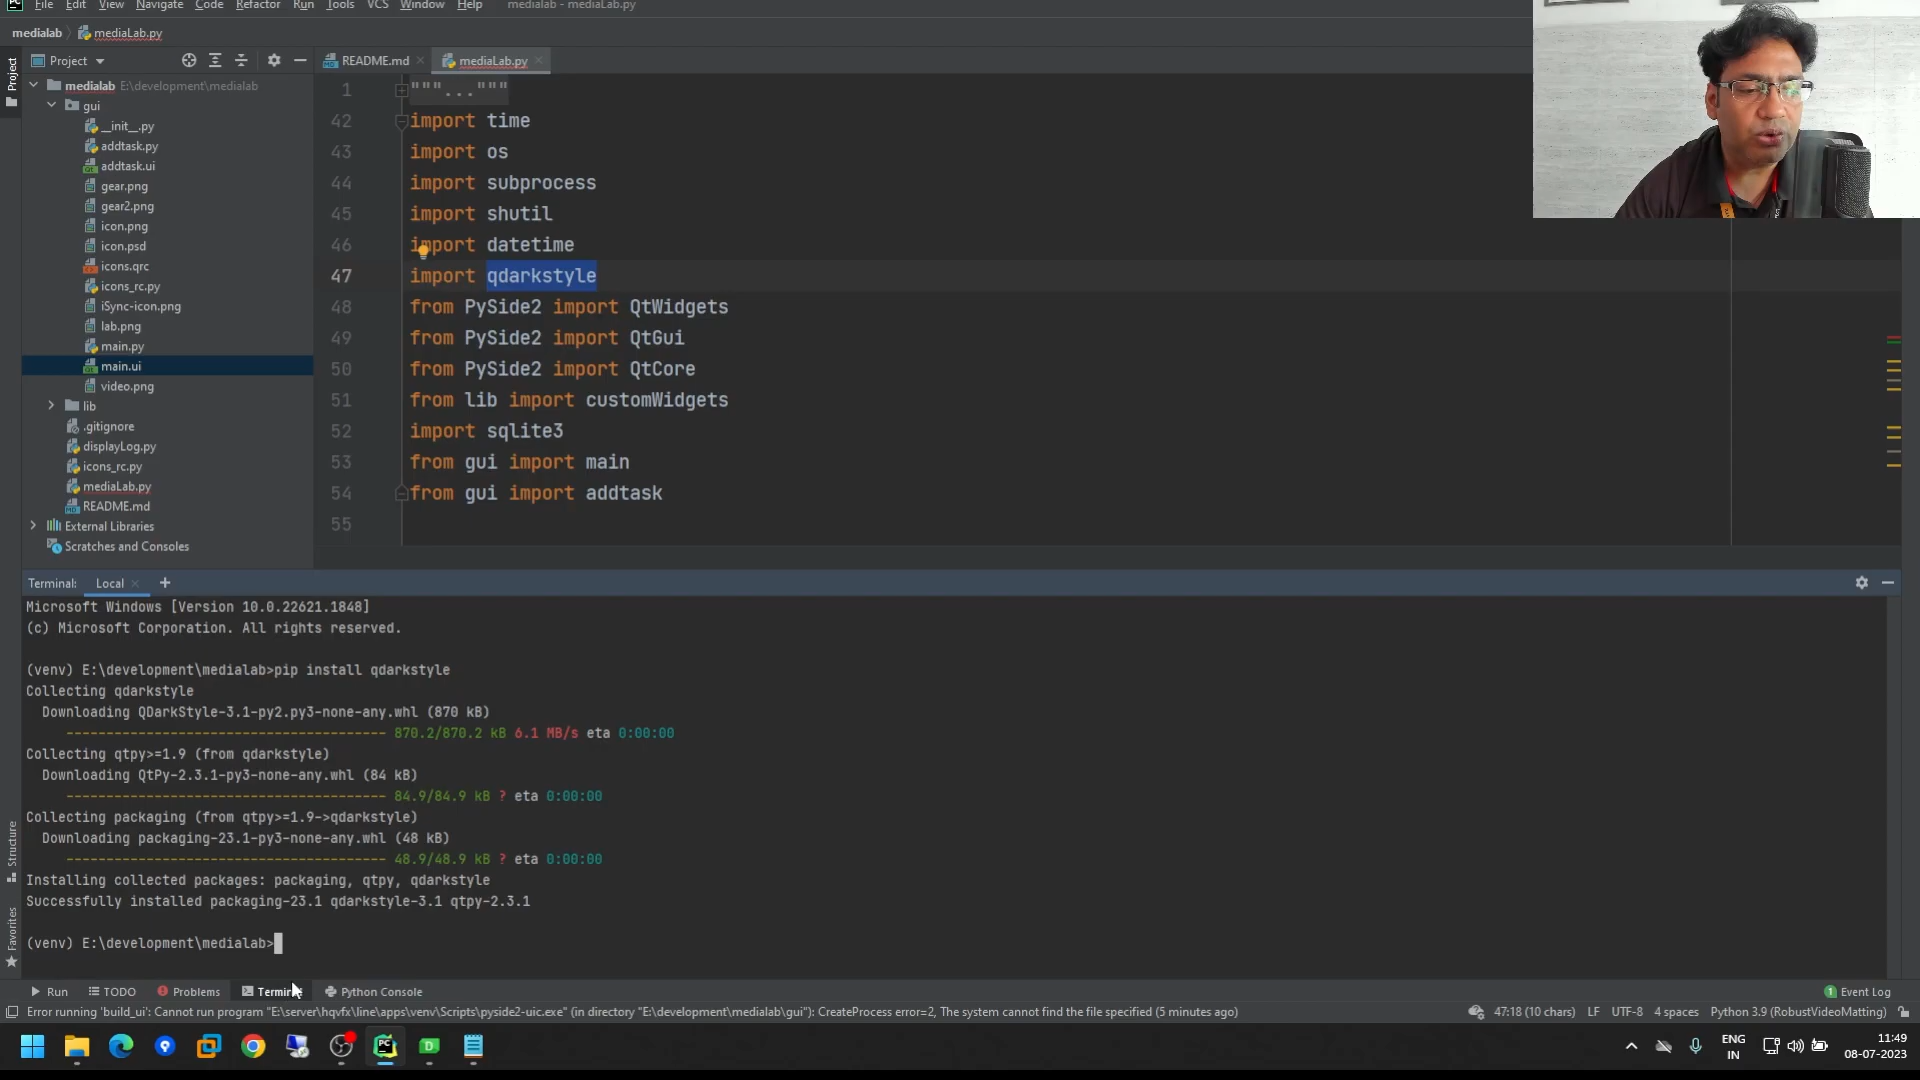 File Edit View Navigate Code Refactor Run Tools VCS Window Help medialab - mediaLab.py
medialab mediaLab.py
Project
medialab E:\development\medialab
gui
__init__.py
addtask.py
addtask.ui
gear.png
gear2.png
icon.png
icon.psd
icons.qrc
icons_rc.py
iSync-icon.png
lab.png
main.py
main.ui
video.png
lib
.gitignore
displayLog.py
icons_rc.py
mediaLab.py
README.md
External Libraries
Scratches and Consoles
Project
Structure
Favorites
README.md mediaLab.py
1 """..."""
42 import time
43 import os
44 import subprocess
45 import shutil
46 import datetime
47 import qdarkstyle
48 from PySide2 import QtWidgets
49 from PySide2 import QtGui
50 from PySide2 import QtCore
51 from lib import customWidgets
52 import sqlite3
53 from gui import main
54 from gui import addtask
55
Terminal: Local +
Microsoft Windows [Version 10.0.22621.1848]
(c) Microsoft Corporation. All rights reserved.
(venv) E:\development\medialab>pip install qdarkstyle
Collecting qdarkstyle
Downloading QDarkStyle-3.1-py2.py3-none-any.whl (870 kB)
---------------------------------------- 870.2/870.2 kB 6.1 MB/s eta 0:00:00
Collecting qtpy>=1.9 (from qdarkstyle)
Downloading QtPy-2.3.1-py3-none-any.whl (84 kB)
---------------------------------------- 84.9/84.9 kB ? eta 0:00:00
Collecting packaging (from qtpy>=1.9->qdarkstyle)
Downloading packaging-23.1-py3-none-any.whl (48 kB)
---------------------------------------- 48.9/48.9 kB ? eta 0:00:00
Installing collected packages: packaging, qtpy, qdarkstyle
Successfully installed packaging-23.1 qdarkstyle-3.1 qtpy-2.3.1
(venv) E:\development\medialab>
Run TODO Problems Terminal Python Console 1 Event Log
Error running 'build_ui': Cannot run program "E:\server\hqvfx\line\apps\venv\Scripts\pyside2-uic.exe" (in directory "E:\development\medialab\gui"): CreateProcess error=2, The system cannot find the file specified (5 minutes ago) 47:18 (10 chars) LF UTF-8 4 spaces Python 3.9 (RobustVideoMatting)
PC D ENG 11:49
IN 08-07-2023